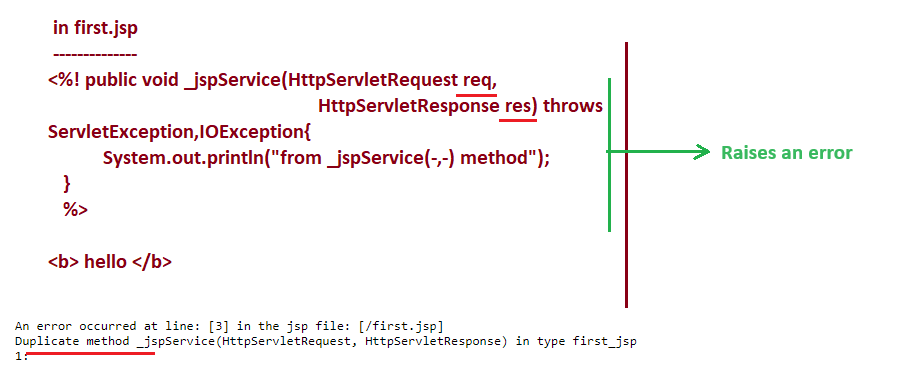 in first.jsp
--------------
<%! public void _jspService(HttpServletRequest req,
HttpServletResponse res) throws
ServletException,IOException{
System.out.println("from _jspService(-,-) method");
}
%>
Raises an error
<b> hello </b>
An error occurred at line: [3] in the jsp file: [/first.jsp]
Duplicate method _jspService(HttpServletRequest, HttpServletResponse) in type first_jsp
1: